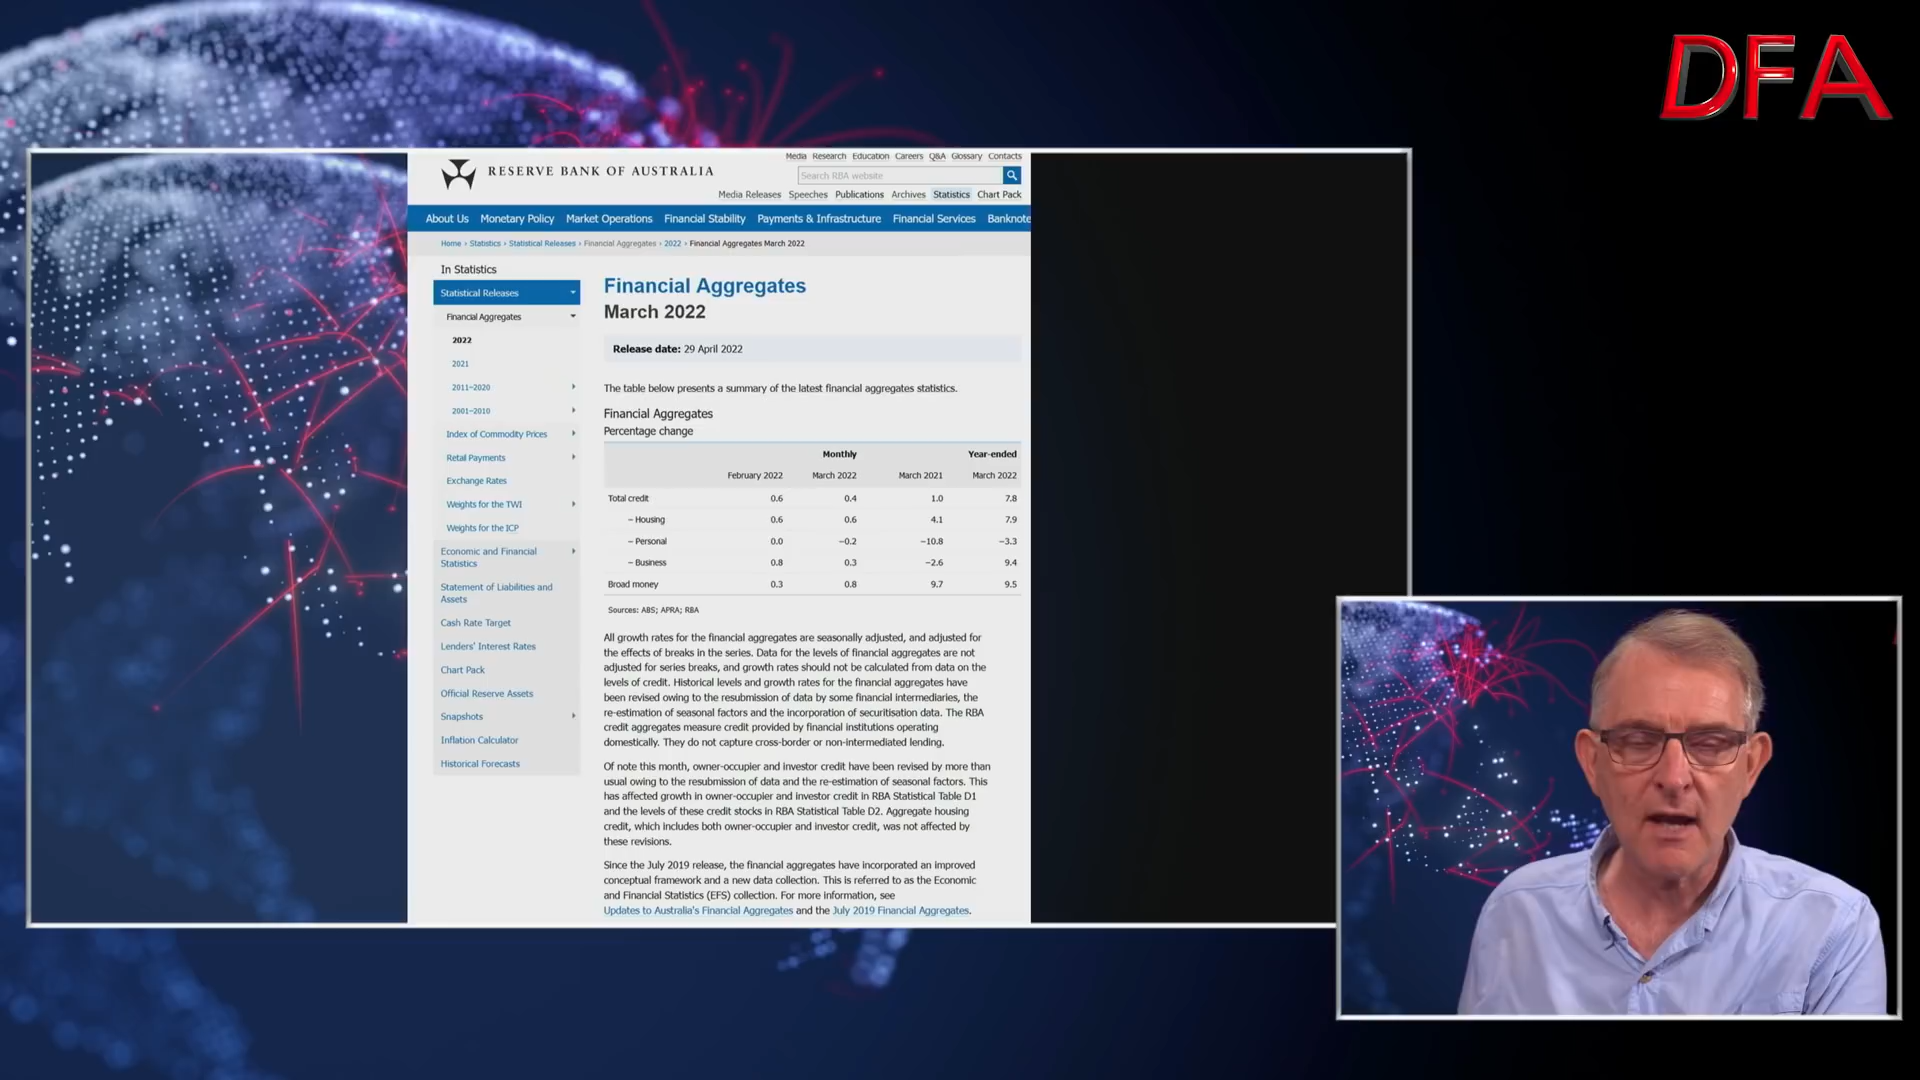 DFA
Media Research Education Careers Q&A Glossary Contacts
RESERVE BANK OF AUSTRALIA
Search RBA website
Media Releases Speeches Publications Archives Statistics Chart Pack
About Us Monetary Policy Market Operations Financial Stability Payments & Infrastructure Financial Services Banknote
Home › Statistics › Statistical Releases › Financial Aggregates › 2022 › Financial Aggregates March 2022
In Statistics
Statistical Releases
Financial Aggregates
2022
2021
2011–2020
2001–2010
Index of Commodity Prices
Retail Payments
Exchange Rates
Weights for the TWI
Weights for the ICP
Economic and Financial
Statistics
Statement of Liabilities and
Assets
Cash Rate Target
Lenders' Interest Rates
Chart Pack
Official Reserve Assets
Snapshots
Inflation Calculator
Historical Forecasts
Financial Aggregates
March 2022
Release date: 29 April 2022
The table below presents a summary of the latest financial aggregates statistics.
Financial Aggregates
Percentage change
Monthly Year-ended
February 2022 March 2022 March 2021 March 2022
Total credit 0.6 0.4 1.0 7.8
– Housing 0.6 0.6 4.1 7.9
– Personal 0.0 –0.2 –10.8 –3.3
– Business 0.8 0.3 –2.6 9.4
Broad money 0.3 0.8 9.7 9.5
Sources: ABS; APRA; RBA
All growth rates for the financial aggregates are seasonally adjusted, and adjusted for
the effects of breaks in the series. Data for the levels of financial aggregates are not
adjusted for series breaks, and growth rates should not be calculated from data on the
levels of credit. Historical levels and growth rates for the financial aggregates have
been revised owing to the resubmission of data by some financial intermediaries, the
re-estimation of seasonal factors and the incorporation of securitisation data. The RBA
credit aggregates measure credit provided by financial institutions operating
domestically. They do not capture cross-border or non-intermediated lending.
Of note this month, owner-occupier and investor credit have been revised by more than
usual owing to the resubmission of data and the re-estimation of seasonal factors. This
has affected growth in owner-occupier and investor credit in RBA Statistical Table D1
and the levels of these credit stocks in RBA Statistical Table D2. Aggregate housing
credit, which includes both owner-occupier and investor credit, was not affected by
these revisions.
Since the July 2019 release, the financial aggregates have incorporated an improved
conceptual framework and a new data collection. This is referred to as the Economic
and Financial Statistics (EFS) collection. For more information, see
Updates to Australia's Financial Aggregates and the July 2019 Financial Aggregates.